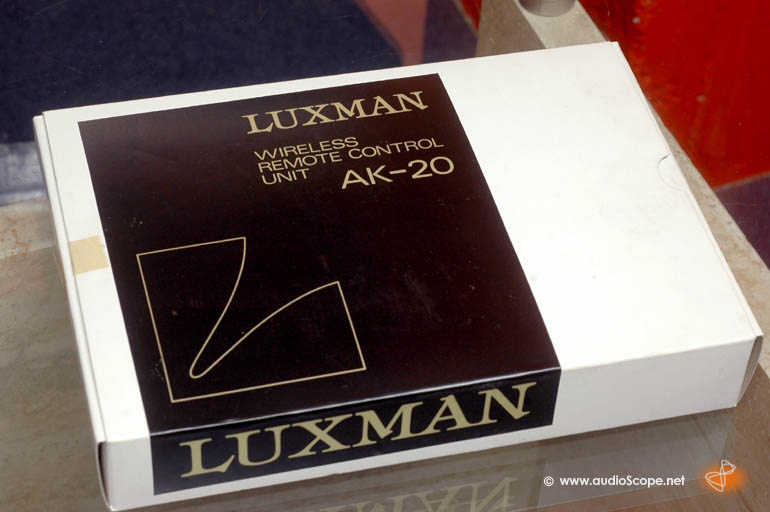 LUXMAN
WIRELESS
REMOTE CONTROL
UNIT AK-20
LUXMAN
© www.audioScope.net